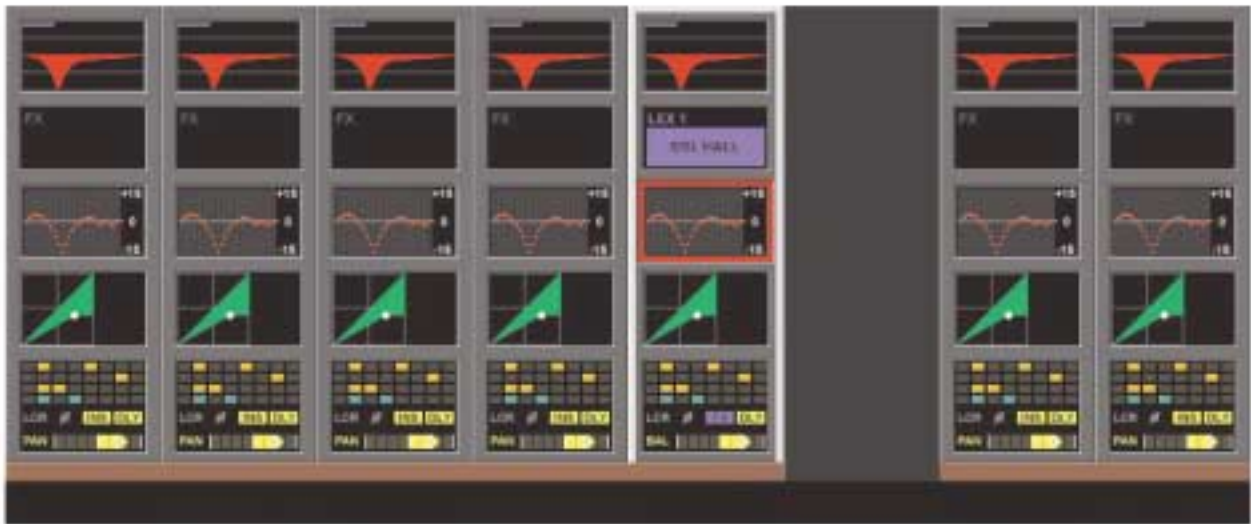 FX FX FX FX LEX 1 FX FX
HALL
+15 +15 +15 +15 +15 +15 +15
0 0 0 0 0 0 0
-15 -15 -15 -15 -15 -15 -15
LCR Ø INS DLY LCR Ø INS DLY LCR Ø INS DLY LCR Ø INS DLY LCR Ø DLY LCR Ø INS DLY LCR Ø INS DLY
PAN PAN PAN PAN BAL PAN PAN